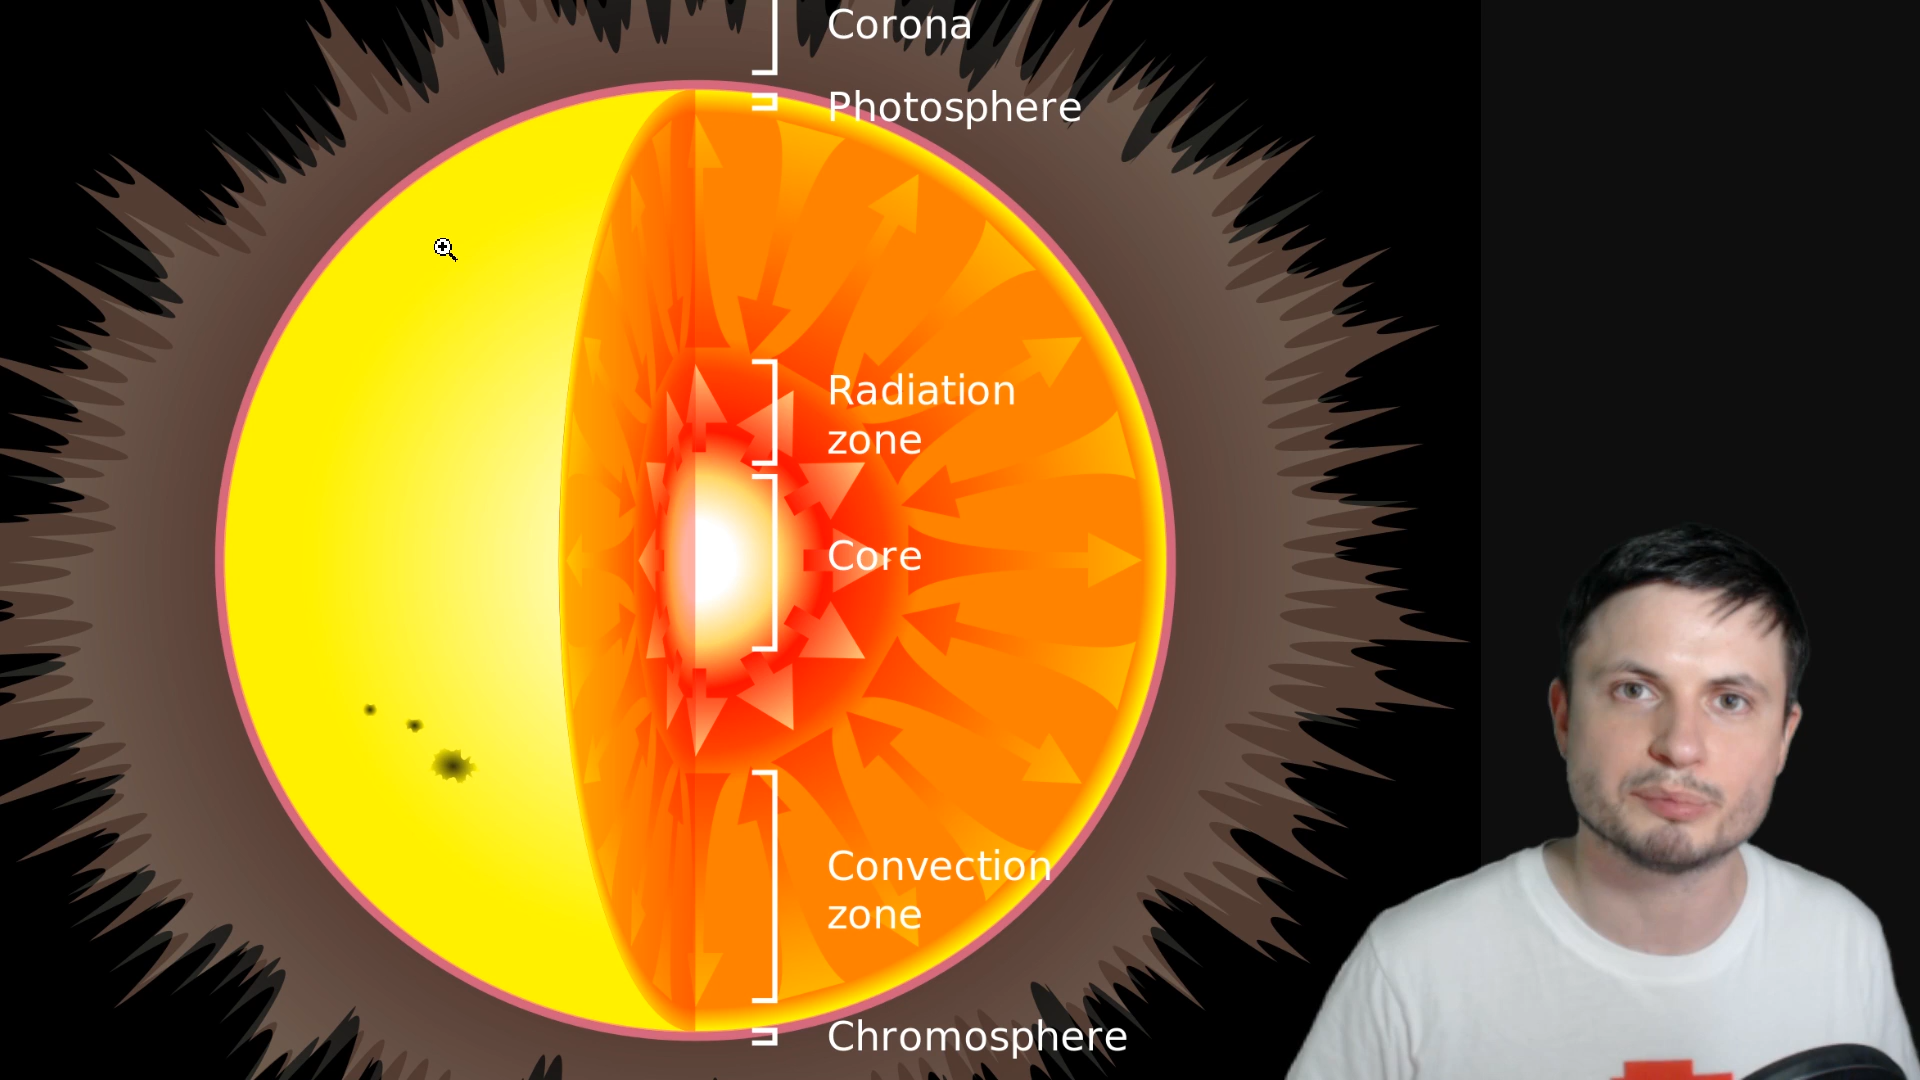 Corona
Photosphere
Radiation
zone
Core
Convection
zone
Chromosphere